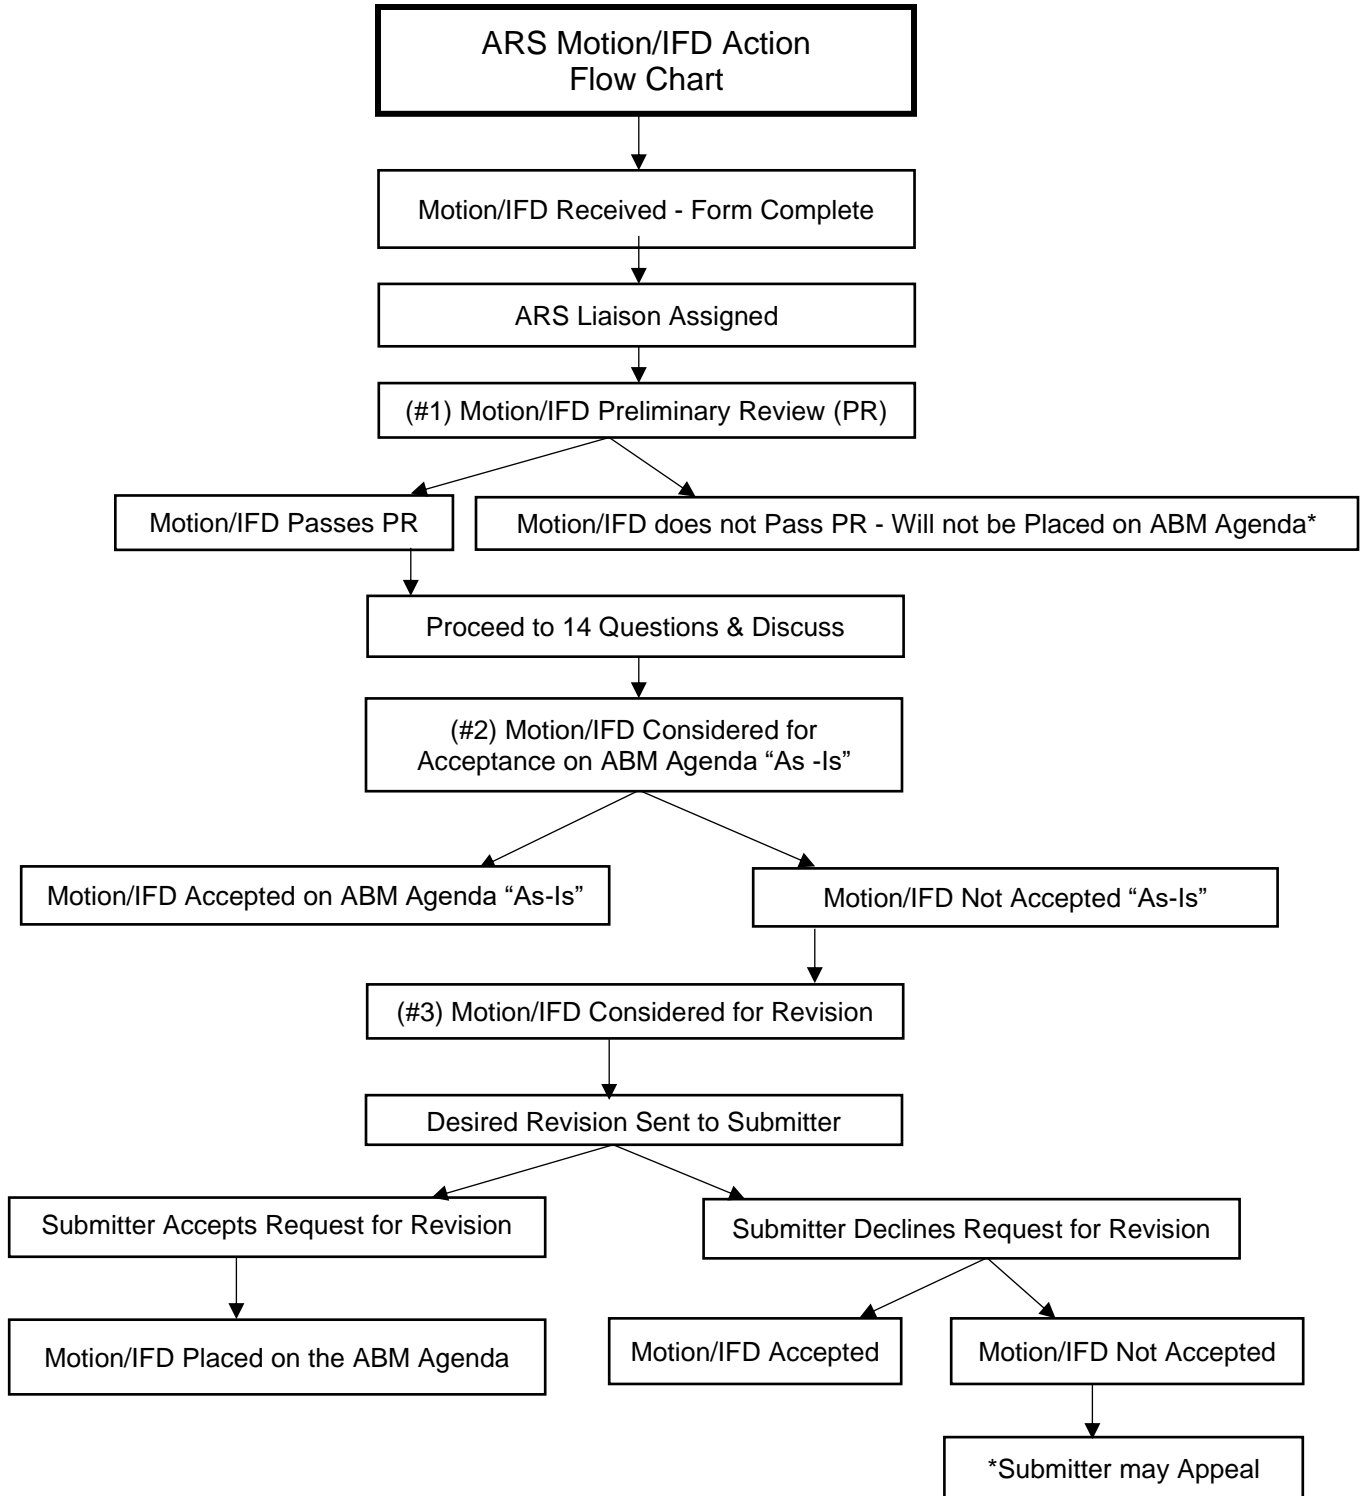 ARS Motion/IFD Action
Flow Chart
Motion/IFD Received - Form Complete
ARS Liaison Assigned
(#1) Motion/IFD Preliminary Review (PR)
Motion/IFD Passes PR
Motion/IFD does not Pass PR - Will not be Placed on ABM Agenda*
Proceed to 14 Questions & Discuss
(#2) Motion/IFD Considered for
Acceptance on ABM Agenda “As -Is”
Motion/IFD Accepted on ABM Agenda “As-Is”
Motion/IFD Not Accepted “As-Is”
(#3) Motion/IFD Considered for Revision
Desired Revision Sent to Submitter
Submitter Accepts Request for Revision
Submitter Declines Request for Revision
Motion/IFD Placed on the ABM Agenda
Motion/IFD Accepted
Motion/IFD Not Accepted
*Submitter may Appeal